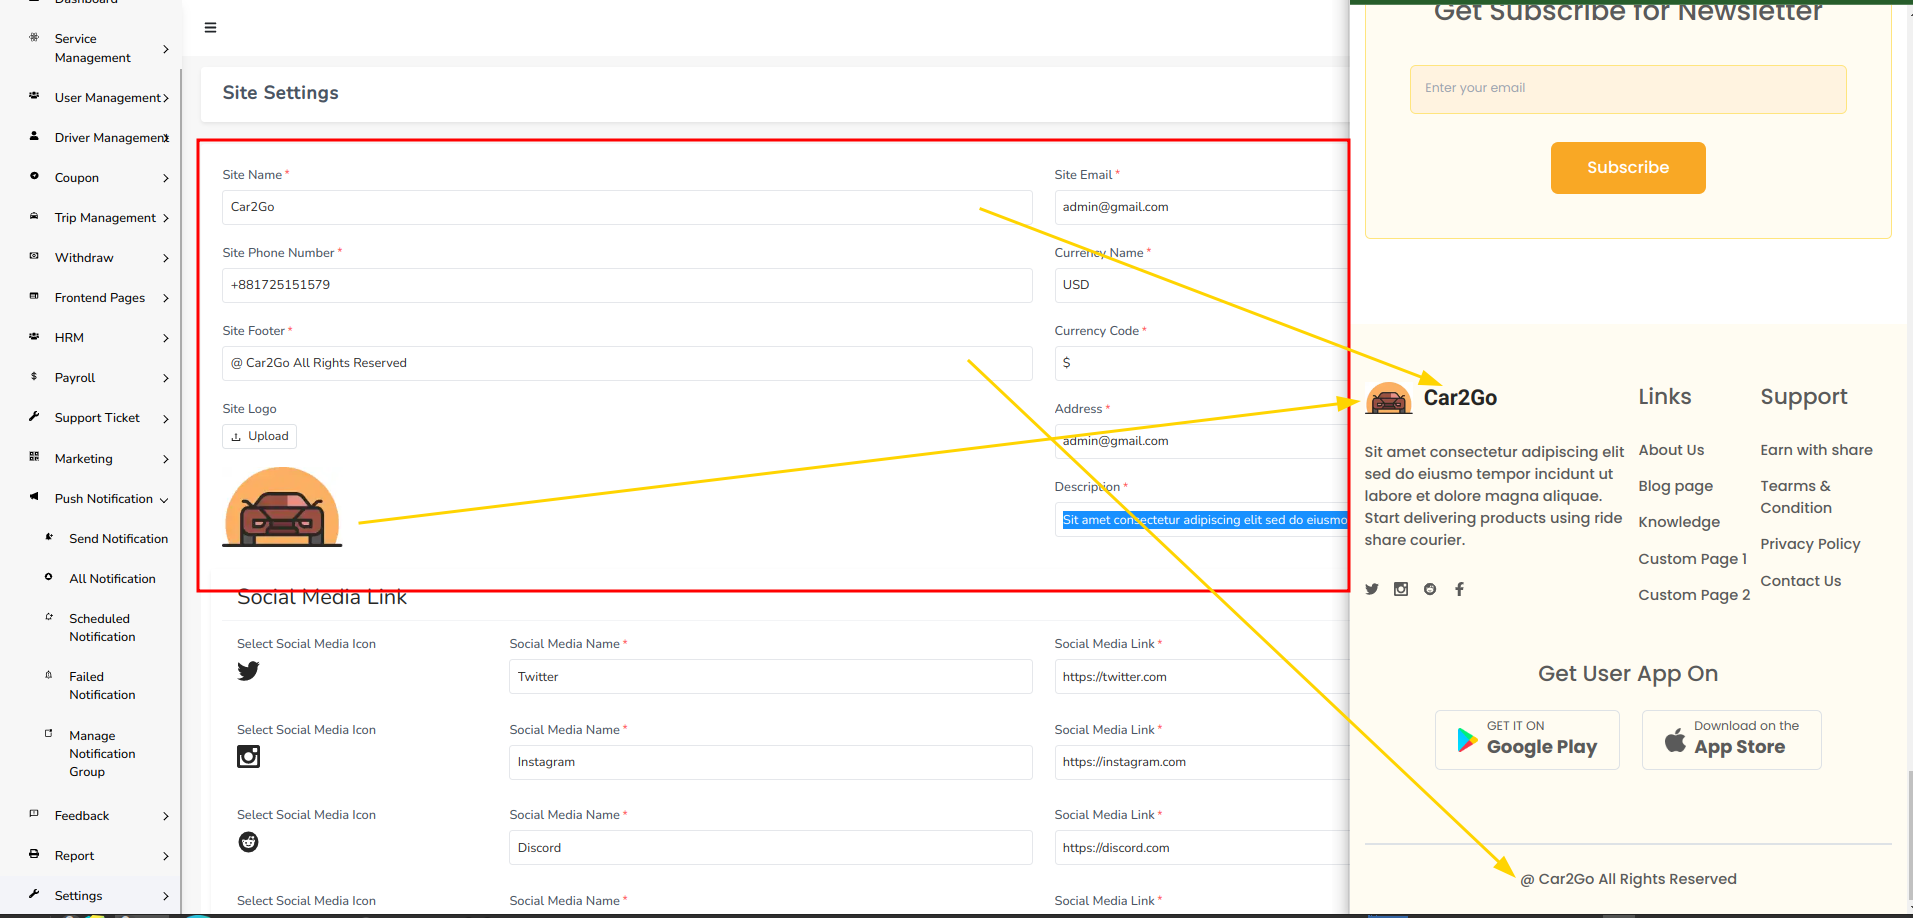 Dashboard
Service
Management
User Management
Driver Management
Coupon
Trip Management
Withdraw
Frontend Pages
HRM
Payroll
Support Ticket
Marketing
Push Notification
Send Notification
All Notification
Scheduled
Notification
Failed
Notification
Manage
Notification
Group
Feedback
Report
Settings
Site Settings
Site Name *
Car2Go
Site Email *
admin@gmail.com
Site Phone Number *
+881725151579
Currency Name *
USD
Site Footer *
@ Car2Go All Rights Reserved
Currency Code *
$
Site Logo
Upload
Address *
admin@gmail.com
Description *
Sit amet consectetur adipiscing elit sed do eiusmo
Social Media Link
Select Social Media Icon
Social Media Name *
Twitter
Social Media Link *
https://twitter.com
Select Social Media Icon
Social Media Name *
Instagram
Social Media Link *
https://instagram.com
Select Social Media Icon
Social Media Name *
Discord
Social Media Link *
https://discord.com
Select Social Media Icon
Social Media Name *
Social Media Link *
Get Subscribe for Newsletter
Enter your email
Subscribe
Car2Go
Sit amet consectetur adipiscing elit
sed do eiusmo tempor incidunt ut
labore et dolore magna aliquae.
Start delivering products using ride
share courier.
Links
About Us
Blog page
Knowledge
Custom Page 1
Custom Page 2
Support
Earn with share
Tearms &
Condition
Privacy Policy
Contact Us
Get User App On
GET IT ON
Google Play
Download on the
App Store
@ Car2Go All Rights Reserved